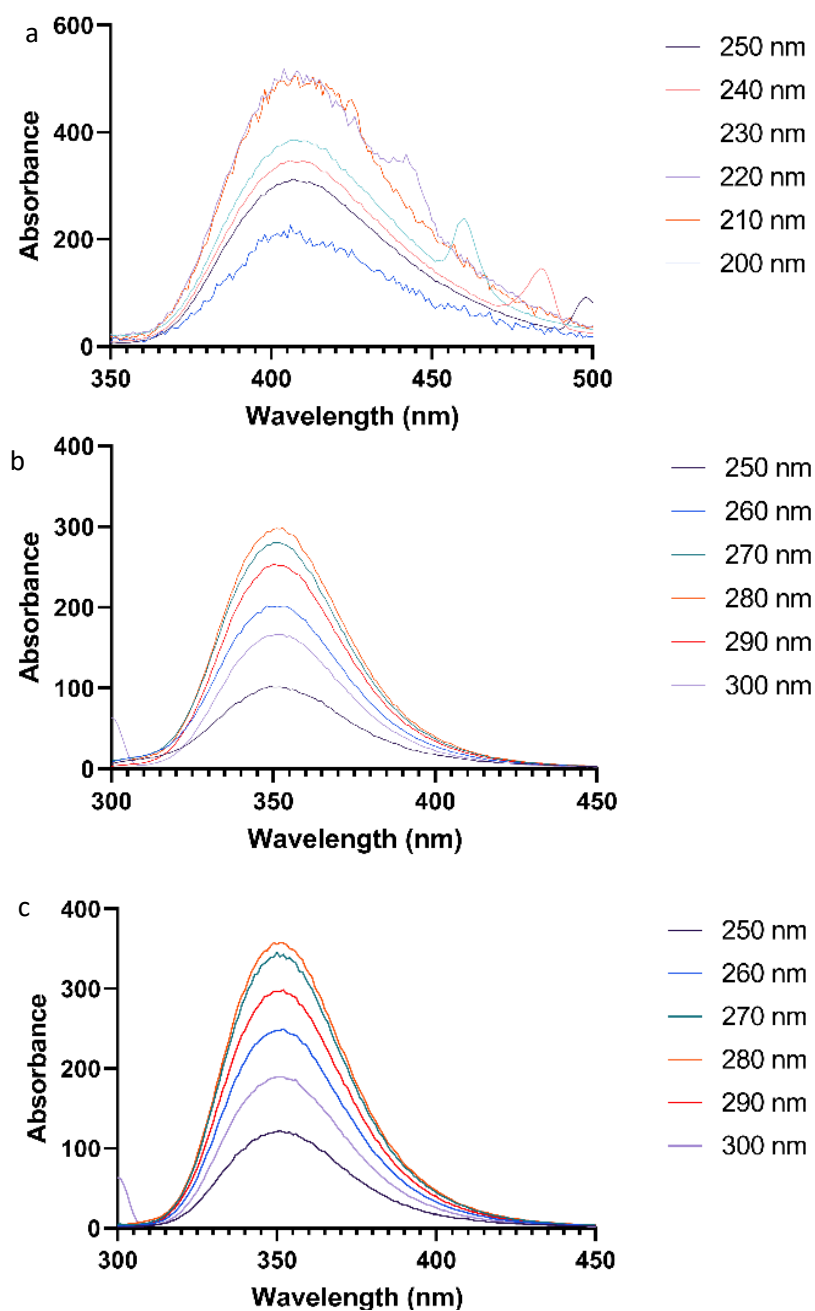 a
600
400
200
0
Absorbance
350 400 450 500
Wavelength (nm)
250 nm
240 nm
230 nm
220 nm
210 nm
200 nm
b
400
300
200
100
0
Absorbance
300 350 400 450
Wavelength (nm)
250 nm
260 nm
270 nm
280 nm
290 nm
300 nm
c
400
300
200
100
0
Absorbance
300 350 400 450
Wavelength (nm)
250 nm
260 nm
270 nm
280 nm
290 nm
300 nm